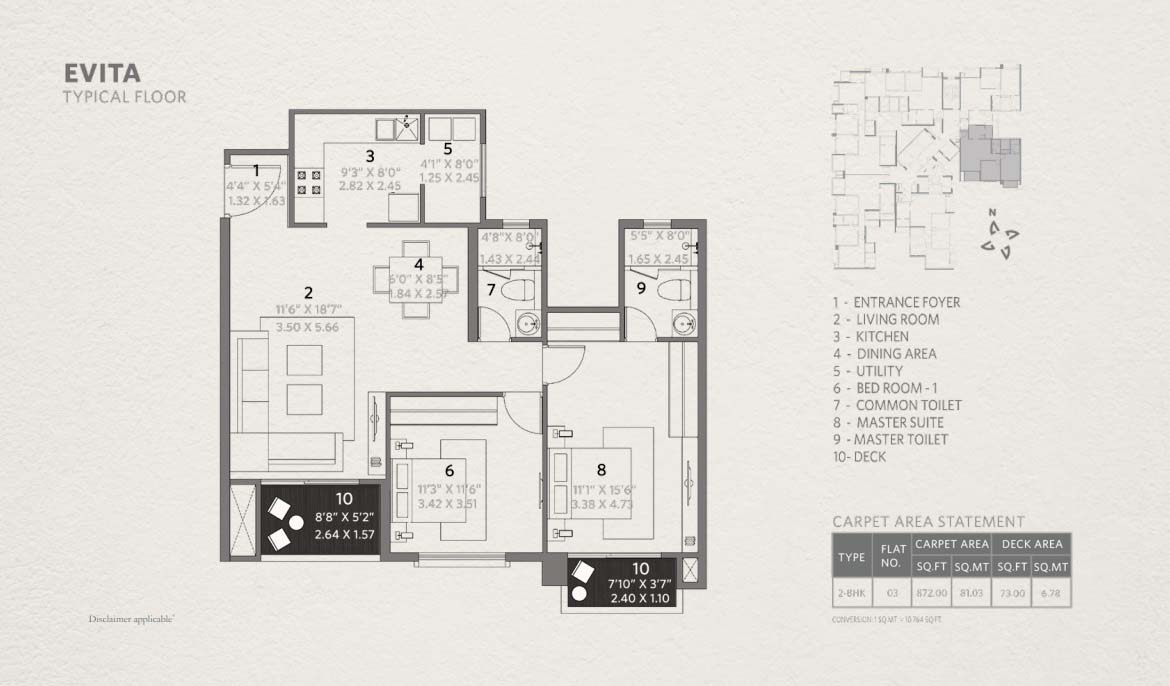 EVITA
TYPICAL FLOOR
1
4'4" X 5'4"
1.32 X 1.63
3
9'3" X 8'0"
2.82 X 2.45
5
4'1" X 8'0"
1.25 X 2.45
2
11'6" X 18'7"
3.50 X 5.66
4
6'0" X 8'5"
1.84 X 2.57
4'8"X 8'0"
1.43 X 2.44
7
5'5" X 8'0"
1.65 X 2.45
9
6
11'3" X 11'6"
3.42 X 3.51
8
11'1" X 15'6"
3.38 X 4.73
10
8'8" X 5'2"
2.64 X 1.57
10
7'10" X 3'7"
2.40 X 1.10
N
1 - ENTRANCE FOYER
2 - LIVING ROOM
3 - KITCHEN
4 - DINING AREA
5 - UTILITY
6 - BED ROOM - 1
7 - COMMON TOILET
8 - MASTER SUITE
9 - MASTER TOILET
10- DECK
CARPET AREA STATEMENT
TYPE FLAT NO. CARPET AREA DECK AREA
SQ.FT SQ.MT SQ.FT SQ.MT
2-BHK 03 872.00 81.03 73.00 6.78
CONVERSION: 1 SQ.MT = 10.764 SQ.FT.
Disclaimer applicable*